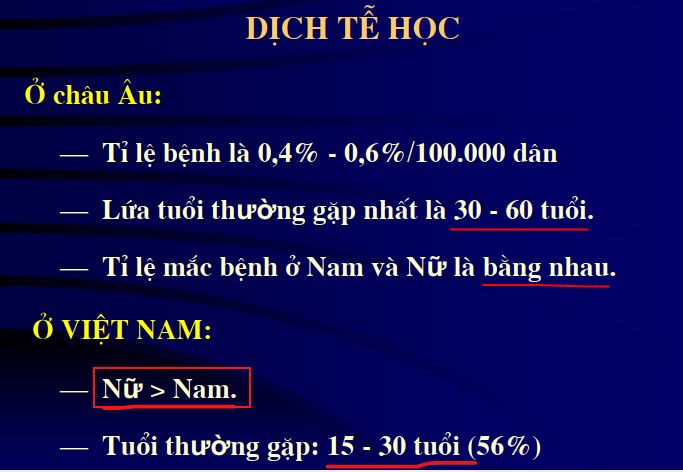 DỊCH TỄ HỌC
Ở châu Âu:
— Tỉ lệ bệnh là 0,4% - 0,6%/100.000 dân
— Lứa tuổi thường gặp nhất là 30 - 60 tuổi.
— Tỉ lệ mắc bệnh ở Nam và Nữ là bằng nhau.
Ở VIỆT NAM:
— Nữ > Nam.
— Tuổi thường gặp: 15 - 30 tuổi (56%)